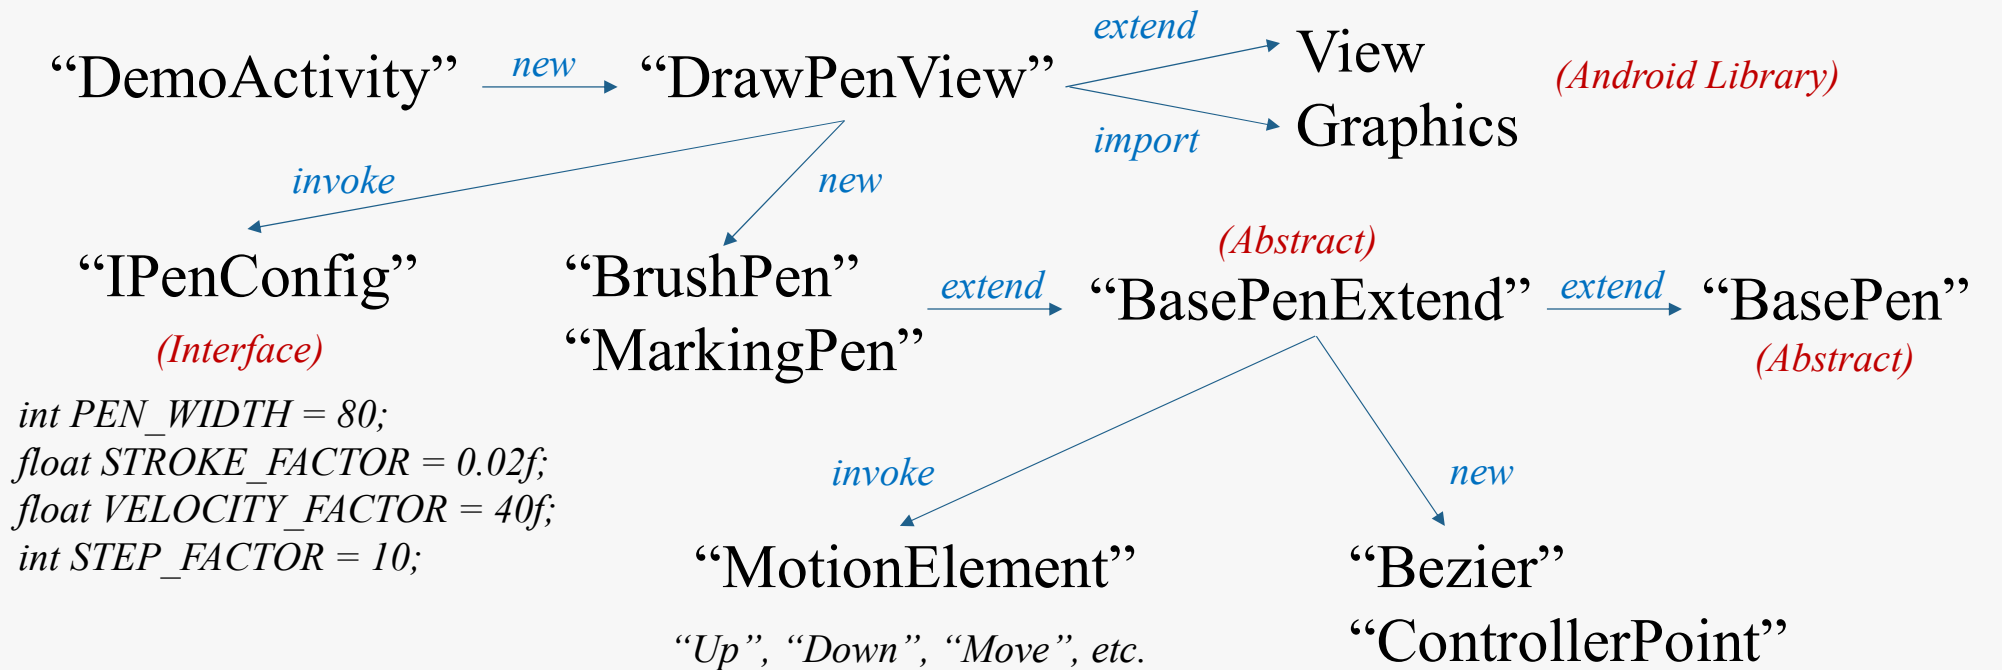 extend
“DemoActivity” new “DrawPenView” View
(Android Library)
import Graphics
invoke new
(Abstract)
“IPenConfig” “BrushPen” extend “BasePenExtend” extend “BasePen”
(Interface) “MarkingPen” (Abstract)
int PEN_WIDTH = 80;
float STROKE_FACTOR = 0.02f;
float VELOCITY_FACTOR = 40f;
int STEP_FACTOR = 10;
invoke new
“MotionElement” “Bezier”
“Up”, “Down”, “Move”, etc. “ControllerPoint”